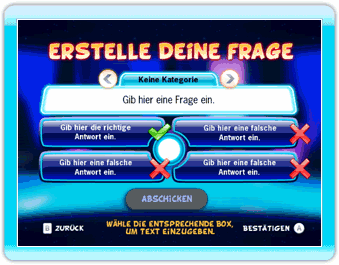 ERSTELLE DEINE FRAGE
Keine Kategorie
Gib hier eine Frage ein.
Gib hier die richtige
Antwort ein.
Gib hier eine falsche
Antwort ein.
Gib hier eine falsche
Antwort ein.
Gib hier eine falsche
Antwort ein.
ABSCHICKEN
B ZURÜCK
WÄHLE DIE ENTSPRECHENDE BOX,
UM TEXT EINZUGEBEN.
BESTÄTIGEN A